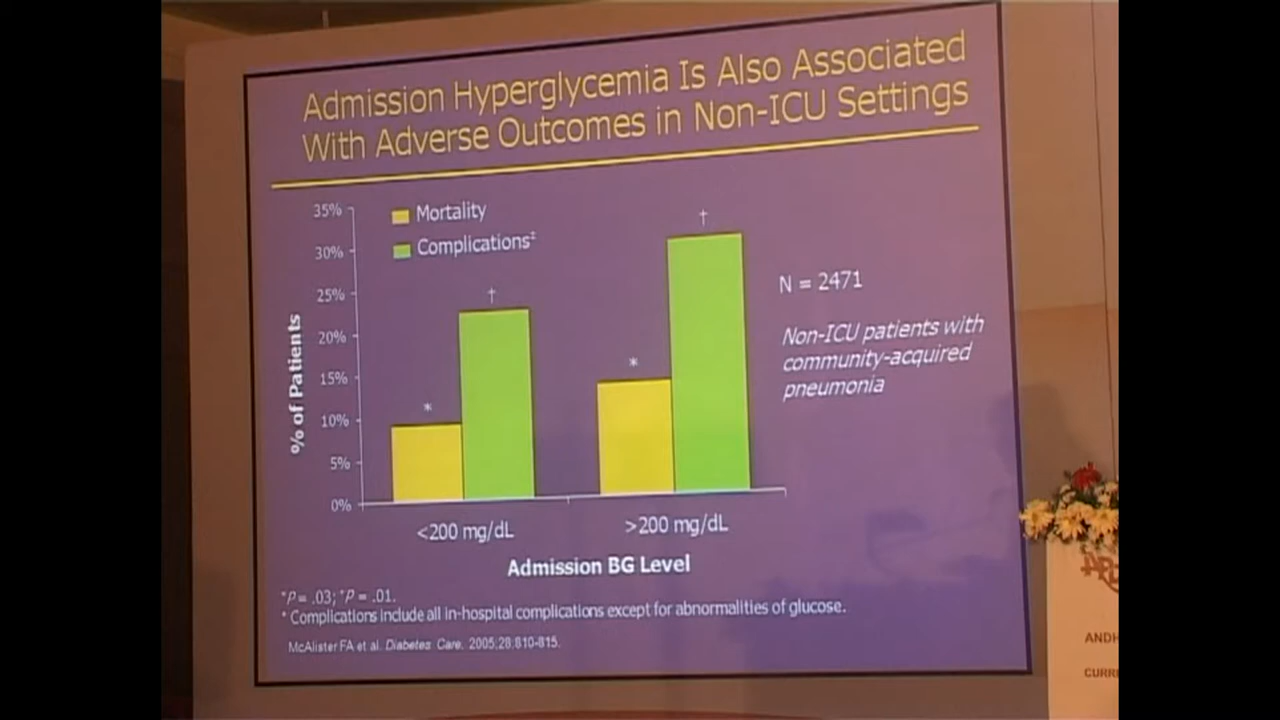 Admission Hyperglycemia Is Also Associated
With Adverse Outcomes in Non-ICU Settings
35%
30%
25%
20%
15%
10%
5%
0%
% of Patients
Mortality
Complications‡
*
†
*
†
<200 mg/dL
>200 mg/dL
Admission BG Level
N = 2471
Non-ICU patients with
community-acquired
pneumonia
*P = .03; †P = .01.
‡ Complications include all in-hospital complications except for abnormalities of glucose.
McAlister FA et al. Diabetes Care. 2005;28:810-815.
ANDH
CURR